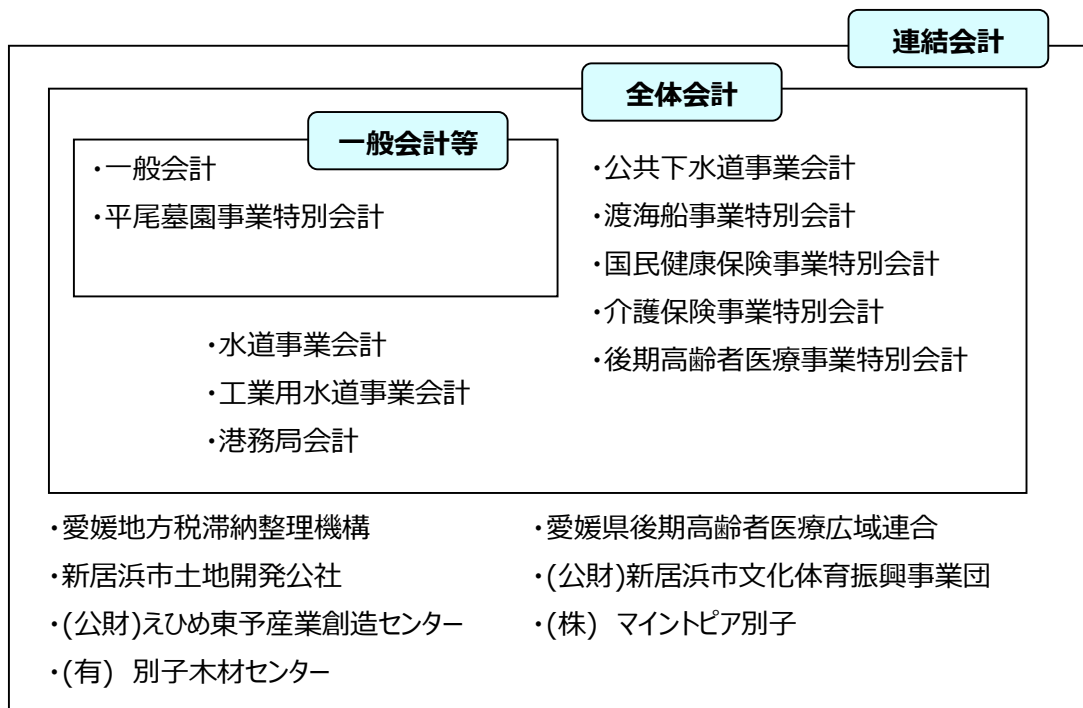 連結会計
全体会計
一般会計等
・一般会計
・平尾墓園事業特別会計
・公共下水道事業会計
・渡海船事業特別会計
・国民健康保険事業特別会計
・介護保険事業特別会計
・後期高齢者医療事業特別会計
・水道事業会計
・工業用水道事業会計
・港務局会計
・愛媛地方税滞納整理機構
・愛媛県後期高齢者医療広域連合
・新居浜市土地開発公社
・(公財)新居浜市文化体育振興事業団
・(公財)えひめ東予産業創造センター
・(株) マイントピア別子
・(有) 別子木材センター